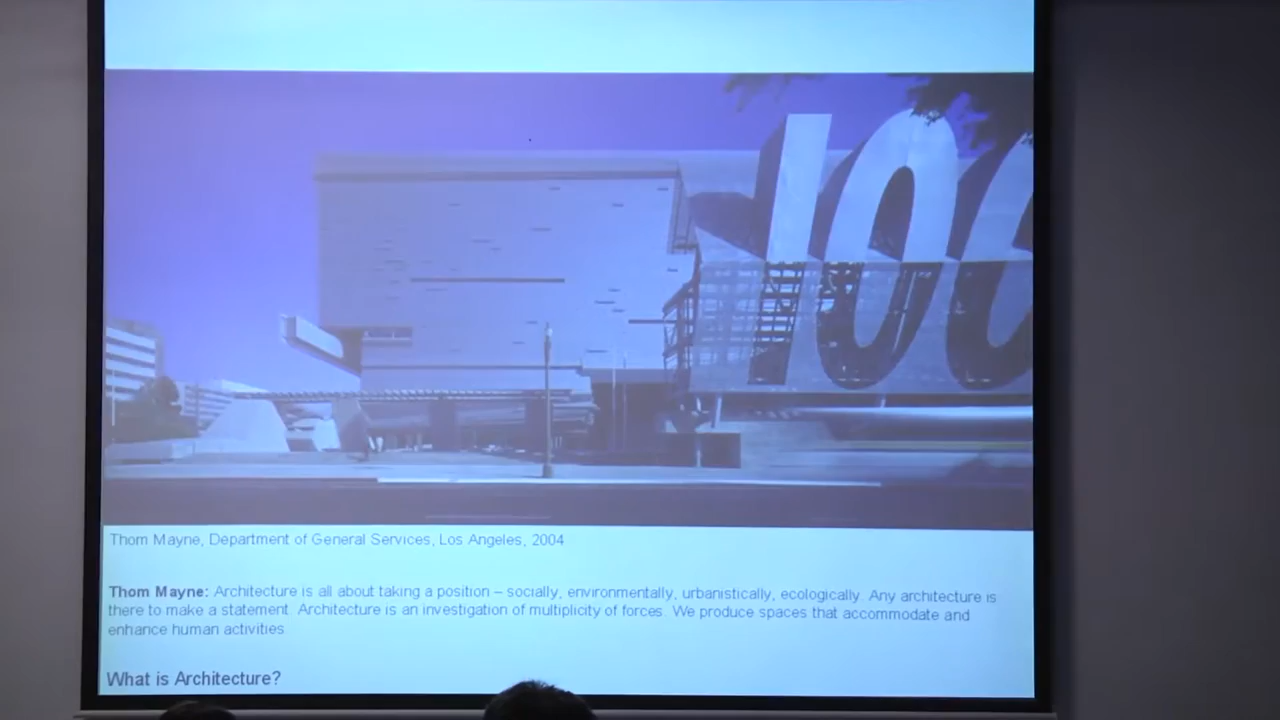 100
Thom Mayne, Department of General Services, Los Angeles, 2004
Thom Mayne: Architecture is all about taking a position – socially, environmentally, urbanistically, ecologically. Any architecture is
there to make a statement. Architecture is an investigation of multiplicity of forces. We produce spaces that accommodate and
enhance human activities.
What is Architecture?